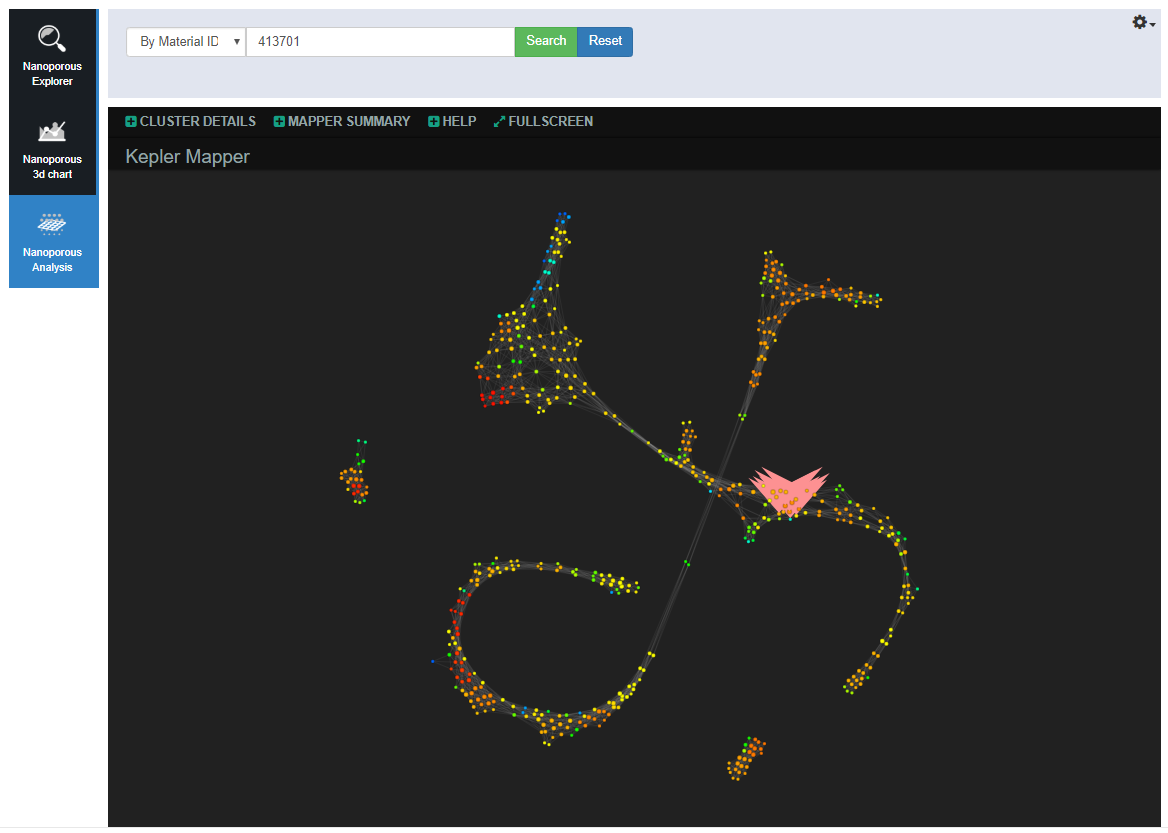 Nanoporous
Explorer
Nanoporous
3d chart
Nanoporous
Analysis
By Material ID
413701
Search
Reset
CLUSTER DETAILS
MAPPER SUMMARY
HELP
FULLSCREEN
Kepler Mapper